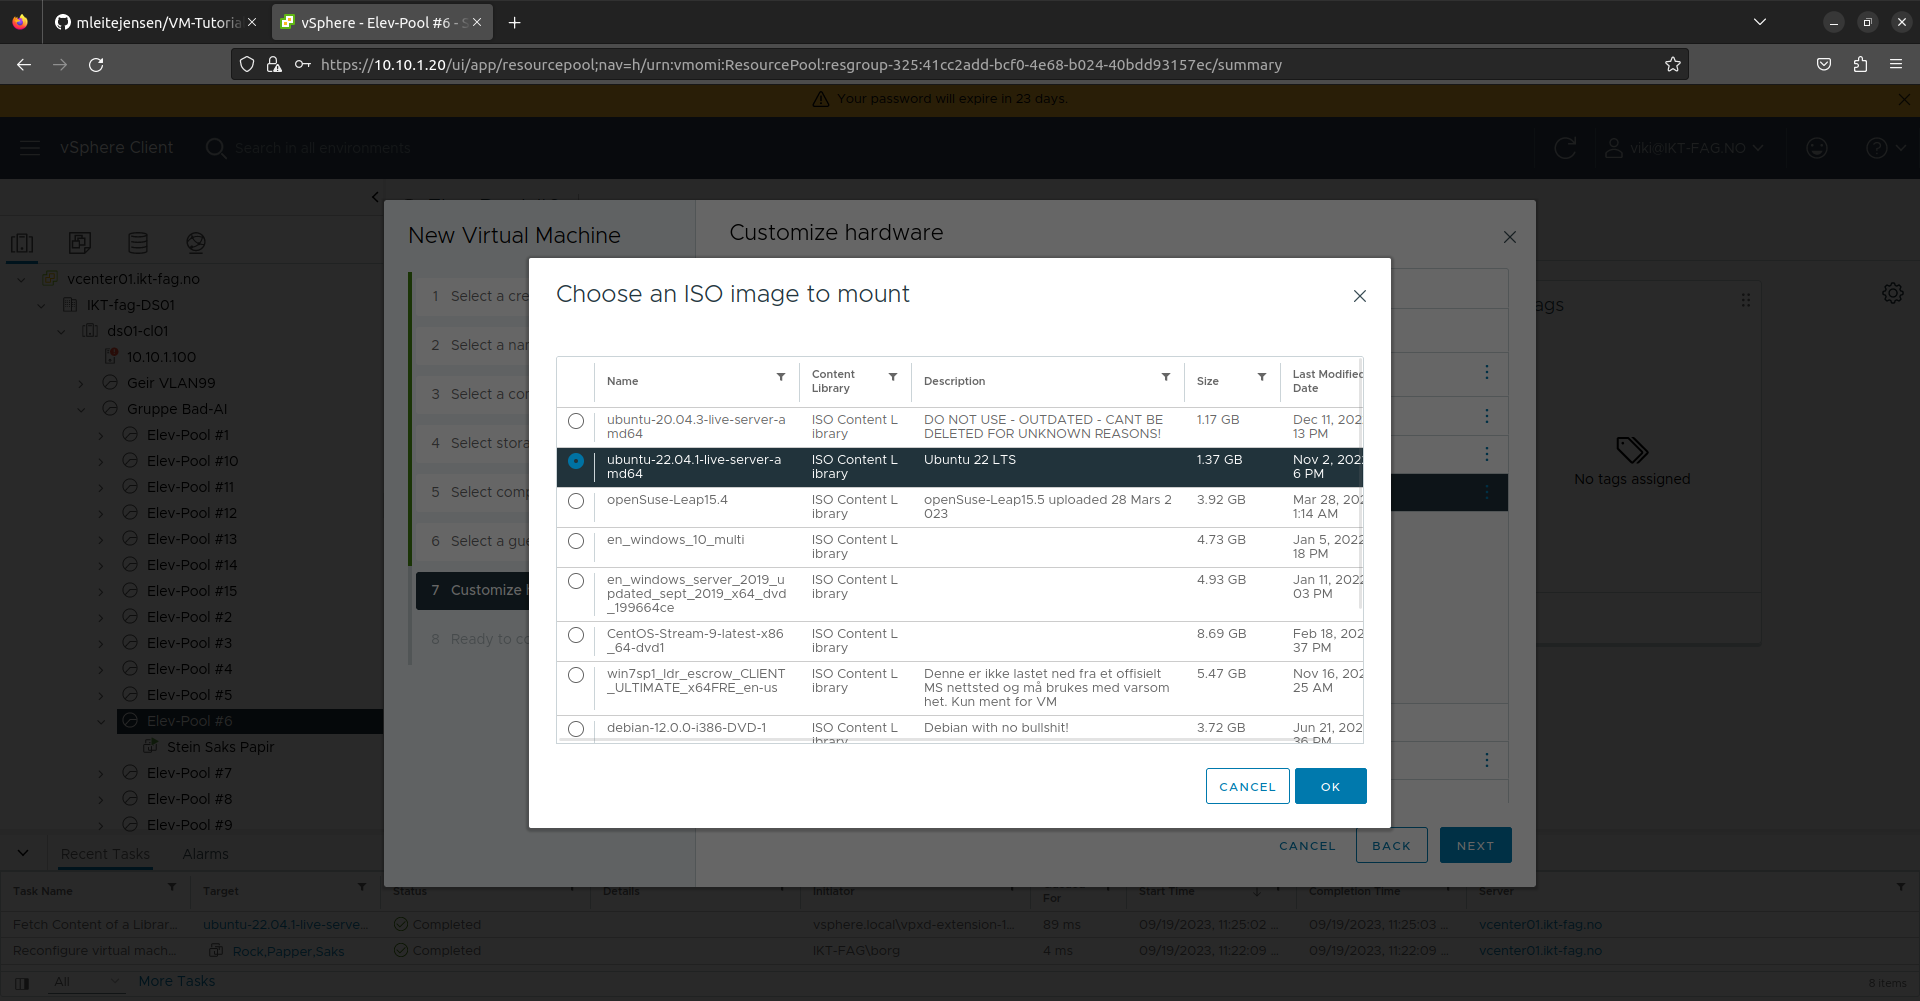 mleitejensen/VM-Tutoria
vSphere - Elev-Pool #6 - S
https://10.10.1.20/ui/app/resourcepool;nav=h/urn:vmomi:ResourcePool:resgroup-325:41cc2add-bcf0-4e68-b024-40bdd93157ec/summary
Your password will expire in 23 days.
vSphere Client
Search in all environments
viki@IKT-FAG.NO
vcenter01.ikt-fag.no
IKT-fag-DS01
ds01-cl01
10.10.1.100
Geir VLAN99
Gruppe Bad-AI
Elev-Pool #1
Elev-Pool #10
Elev-Pool #11
Elev-Pool #12
Elev-Pool #13
Elev-Pool #14
Elev-Pool #15
Elev-Pool #2
Elev-Pool #3
Elev-Pool #4
Elev-Pool #5
Elev-Pool #6
Stein Saks Papir
Elev-Pool #7
Elev-Pool #8
Elev-Pool #9
New Virtual Machine
1 Select a cre
2 Select a nar
3 Select a cor
4 Select stora
5 Select comp
6 Select a gue
7 Customize h
8 Ready to co
Customize hardware
ags
No tags assigned
Choose an ISO image to mount
Name Content Description Size Last Modified
Library Date
ubuntu-20.04.3-live-server-a ISO Content L DO NOT USE - OUTDATED - CANT BE 1.17 GB Dec 11, 202
md64 ibrary DELETED FOR UNKNOWN REASONS! 13 PM
ubuntu-22.04.1-live-server-a ISO Content L Ubuntu 22 LTS 1.37 GB Nov 2, 202
md64 ibrary 6 PM
openSuse-Leap15.4 ISO Content L openSuse-Leap15.5 uploaded 28 Mars 2 3.92 GB Mar 28, 202
ibrary 023 1:14 AM
en_windows_10_multi ISO Content L 4.73 GB Jan 5, 2022
ibrary 18 PM
en_windows_server_2019_u ISO Content L 4.93 GB Jan 11, 2022
pdated_sept_2019_x64_dvd ibrary 03 PM
_199664ce
CentOS-Stream-9-latest-x86 ISO Content L 8.69 GB Feb 18, 202
_64-dvd1 ibrary 37 PM
win7sp1_ldr_escrow_CLIENT ISO Content L Denne er ikke lastet ned fra et offisielt 5.47 GB Nov 16, 202
_ULTIMATE_x64FRE_en-us ibrary MS nettsted og må brukes med varsom 25 AM
het. Kun ment for VM
debian-12.0.0-i386-DVD-1 ISO Content L Debian with no bullshit! 3.72 GB Jun 21, 202
ibrary 36 PM
CANCEL OK
CANCEL BACK NEXT
Recent Tasks Alarms
Task Name Target Status Details Initiator For Start Time Completion Time Server
Fetch Content of a Librar... ubuntu-22.04.1-live-serve... Completed vsphere.local\vpxd-extension-1... 89 ms 09/19/2023, 11:25:02 ... 09/19/2023, 11:25:03 ... vcenter01.ikt-fag.no
Reconfigure virtual mach... Rock,Papper,Saks Completed IKT-FAG\borg 4 ms 09/19/2023, 11:22:09 ... 09/19/2023, 11:22:09 ... vcenter01.ikt-fag.no
All More Tasks 8 items